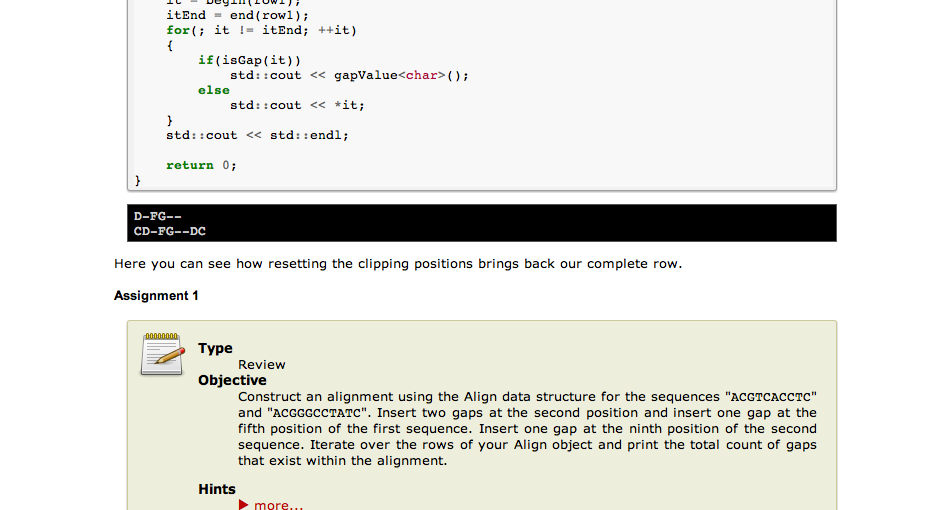 it = begin(row1);
itEnd = end(row1);
for(; it != itEnd; ++it)
{
if(isGap(it))
std::cout << gapValue<char>();
else
std::cout << *it;
}
std::cout << std::endl;
return 0;
}
D-FG--
CD-FG--DC
Here you can see how resetting the clipping positions brings back our complete row.
Assignment 1
Type
Review
Objective
Construct an alignment using the Align data structure for the sequences "ACGTCACCTC"
and "ACGGGCCTATC". Insert two gaps at the second position and insert one gap at the
fifth position of the first sequence. Insert one gap at the ninth position of the second
sequence. Iterate over the rows of your Align object and print the total count of gaps
that exist within the alignment.
Hints
more...